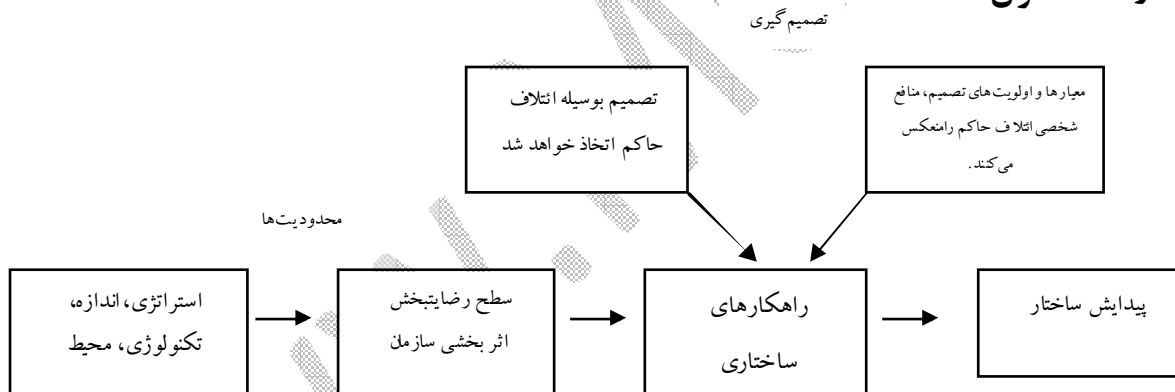 تصمیم گیری
تصمیم بوسیله ائتلاف
حاکم اتخاذ خواهد شد
معیارها و اولویت‌های تصمیم، منافع
شخصی ائتلاف حاکم رامنعکس
می‌کنند.
محدودیت‌ها
استراتژی، اندازه،
تکنولوژی، محیط
سطح رضایتبخش
اثر بخشی سازمان
راهکارهای
ساختاری
پیدایش ساختار